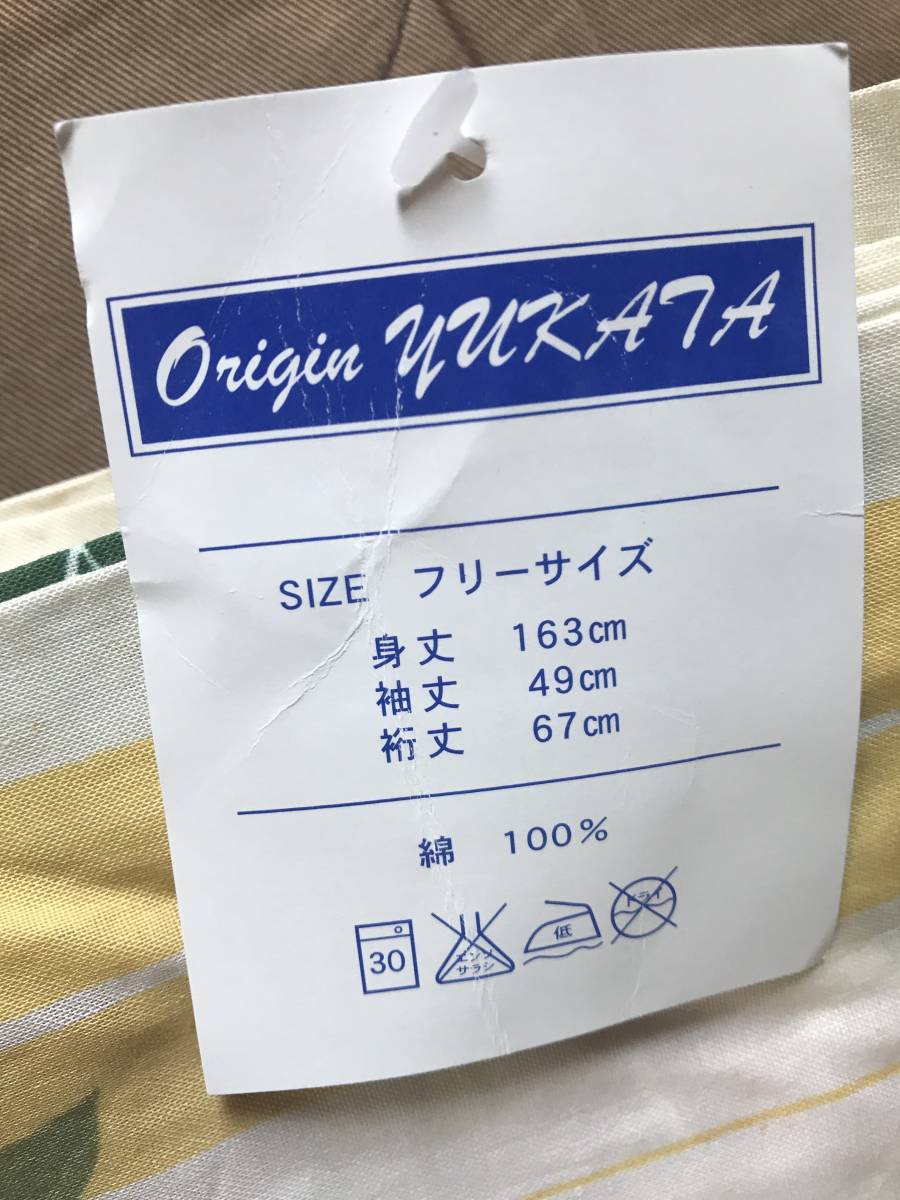 Origin YUKATA
SIZE フリーサイズ
身丈 163cm
袖丈 49cm
裄丈 67cm
綿 100%
30
エンソ
サラシ
低
ドライ